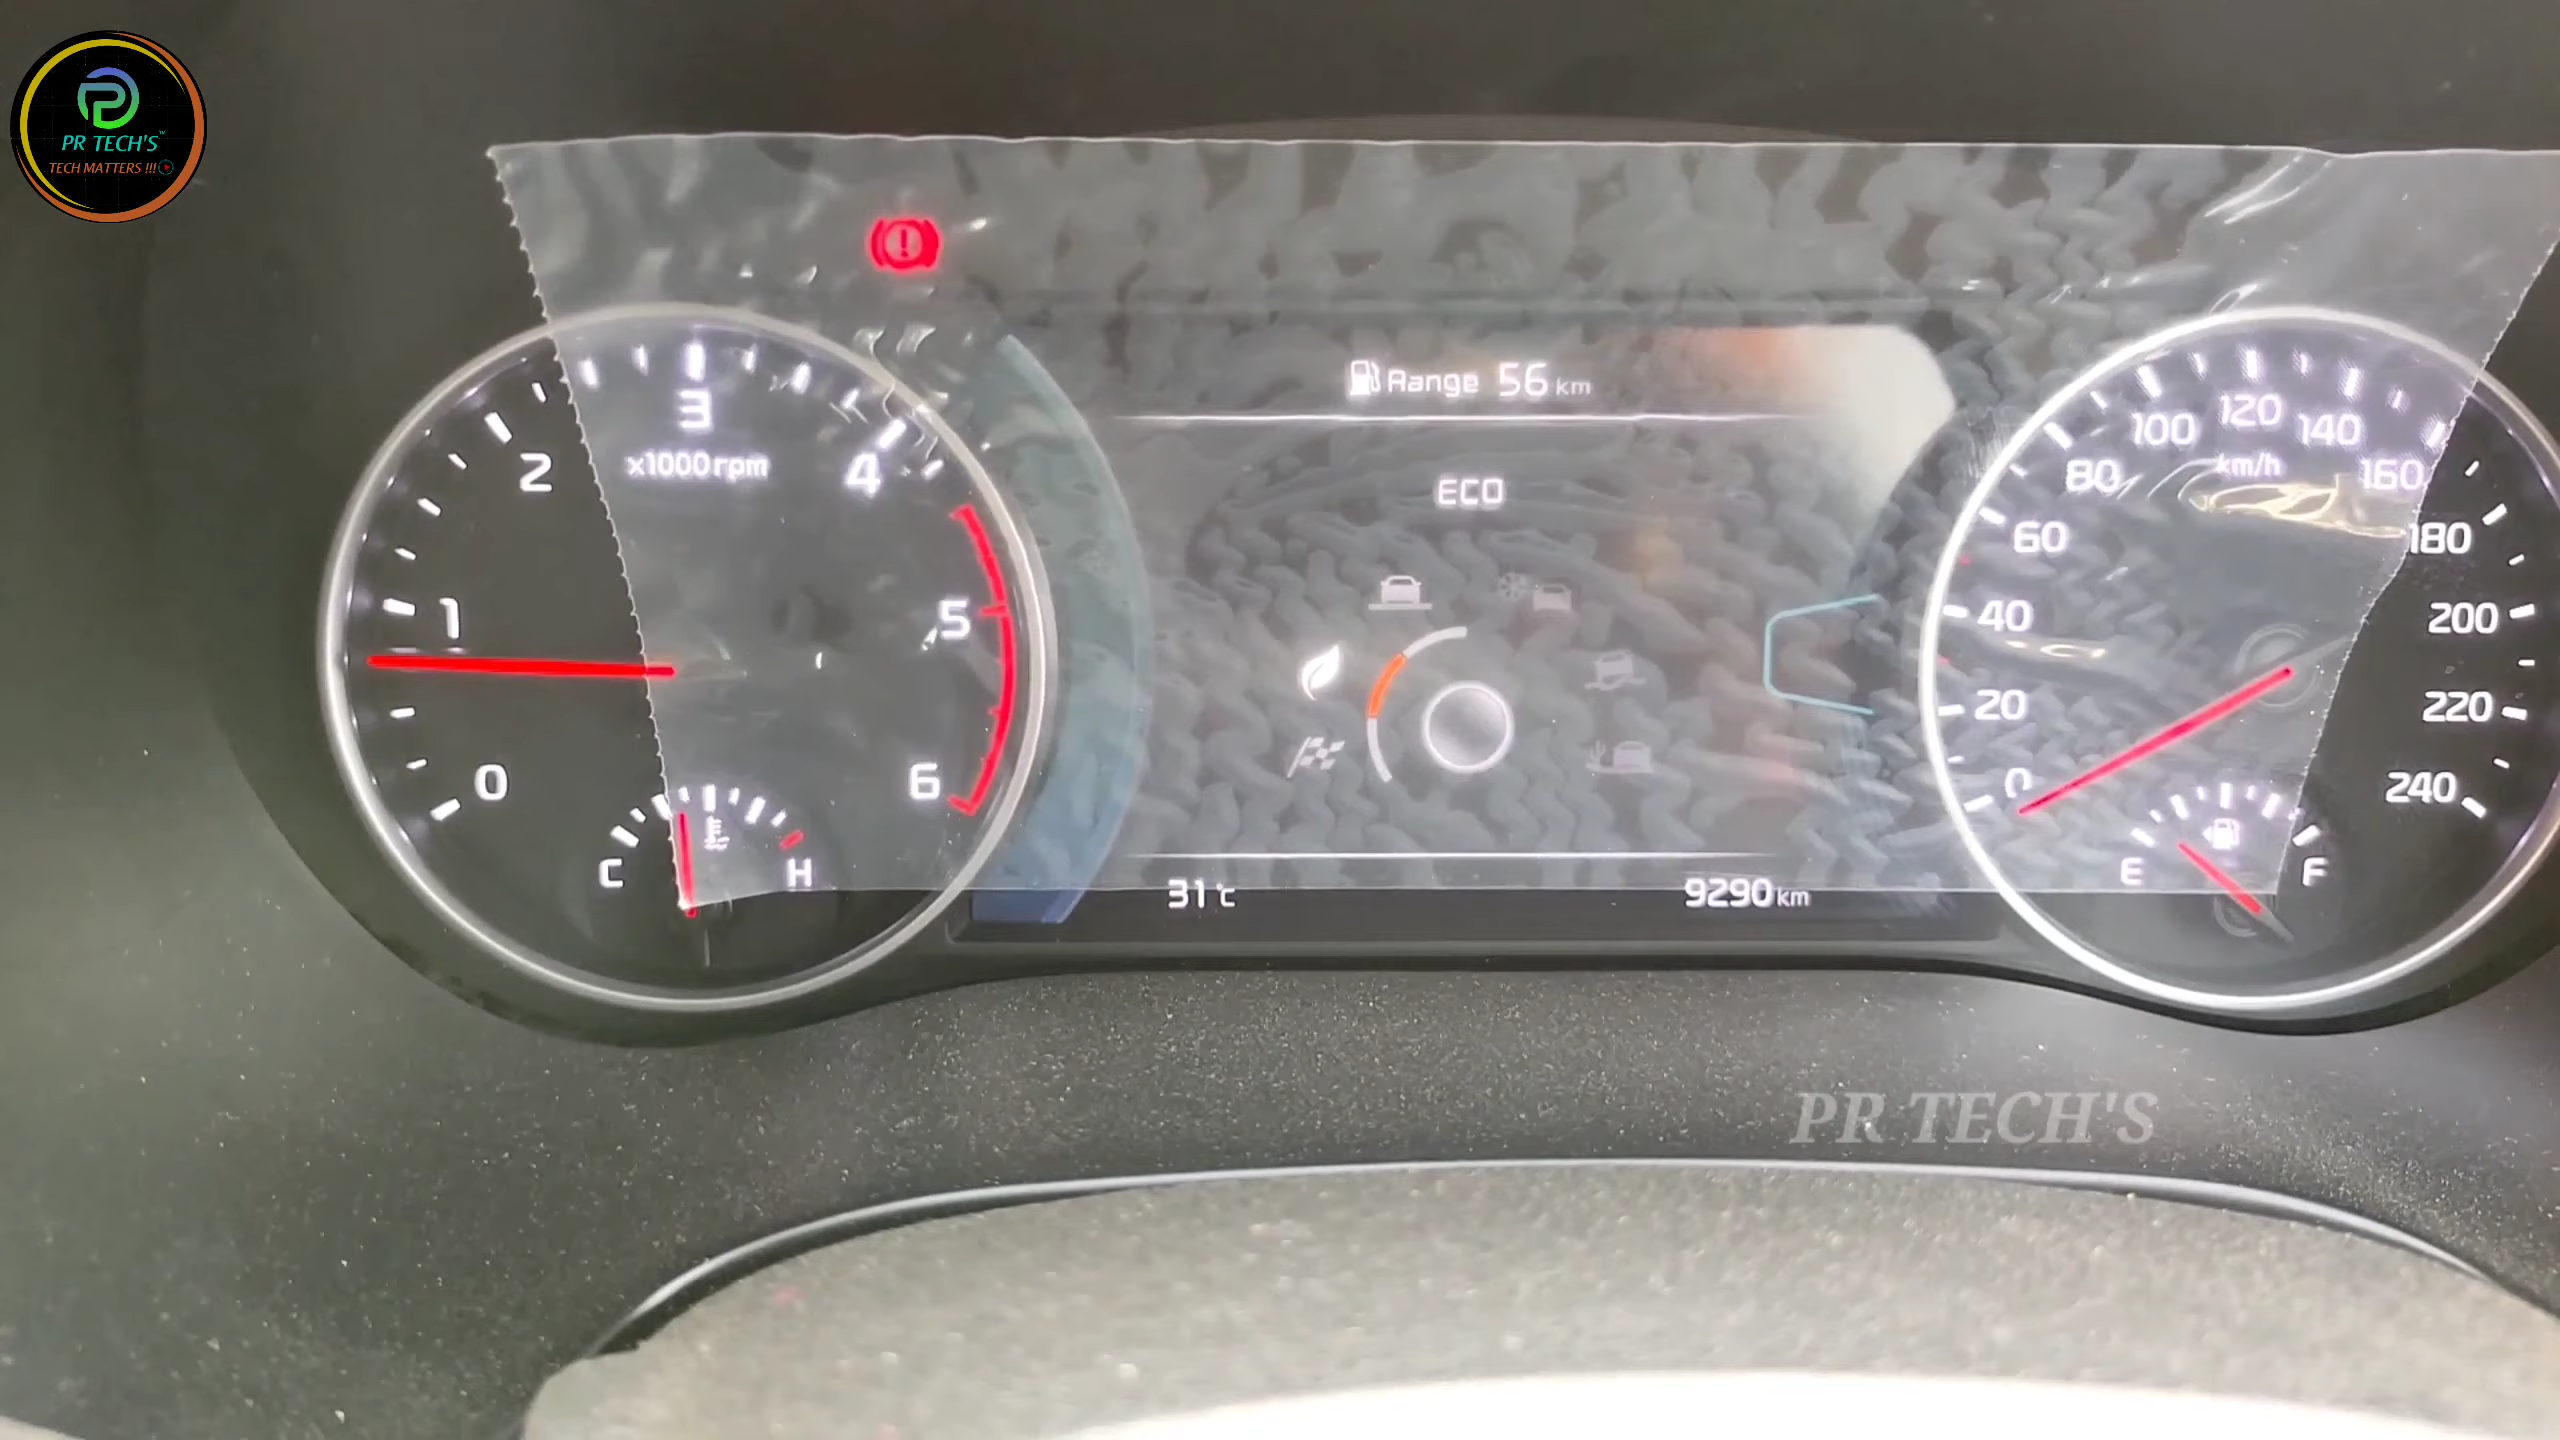 PR TECH'S™
TECH MATTERS !!!
Range 56 km
ECO
0
1
2
3
4
5
6
x1000rpm
C
H
0
20
40
60
80
100
120
140
160
180
200
220
240
km/h
E
F
31°C
9290 km
PR TECH'S